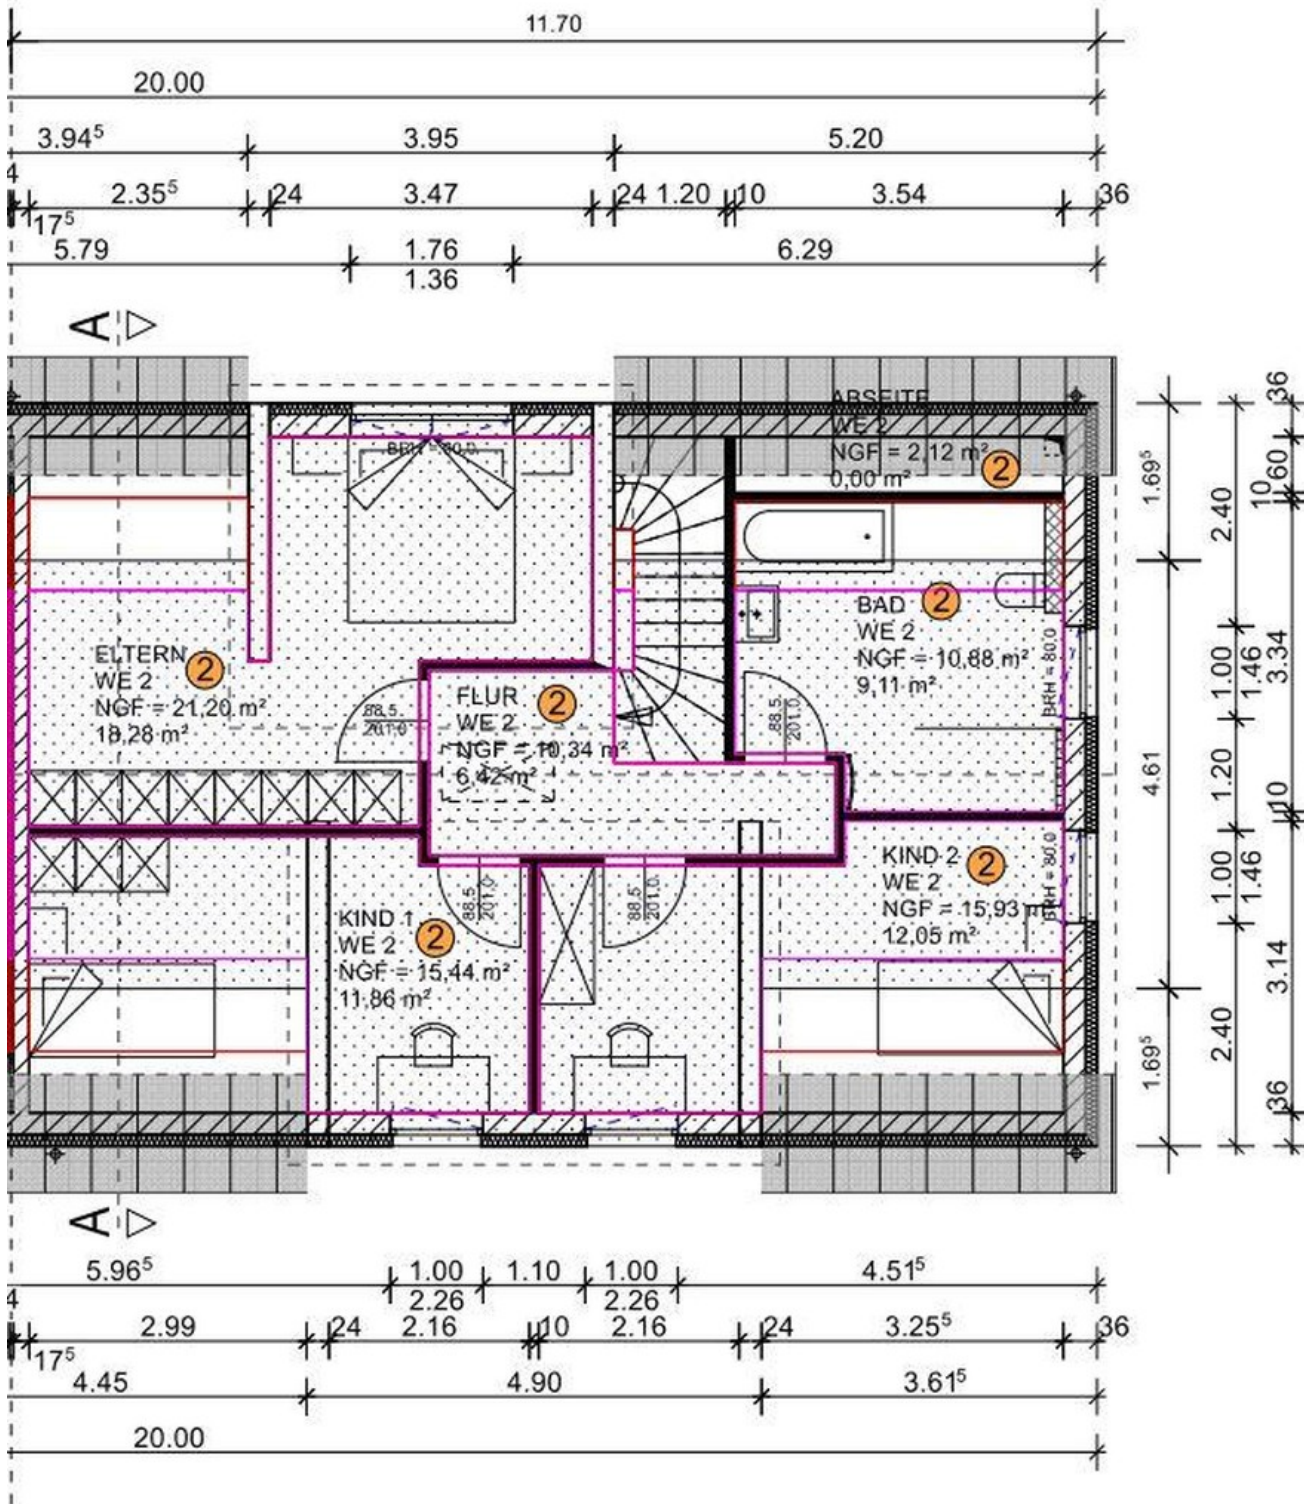 11.70
20.00
3.94⁵ 3.95 5.20
4 2.35⁵ 24 3.47 24 1.20 10 3.54 36
17⁵
5.79 1.76 6.29
1.36
A
ABSEITE
WE 2
NGF = 2,12 m²
0,00 m²
2
BRH = 80,0
ELTERN
WE 2
NGF = 21,20 m²
18,28 m²
2
88.5
201.0
FLUR
WE 2
NGF = 10,34 m²
6,42 m²
2
88.5
201.0
BAD
WE 2
NGF = 10,88 m²
9,11 m²
2
BRH = 80,0
KIND 1
WE 2
NGF = 15,44 m²
11,86 m²
2
88.5
201.0
88.5
201.0
KIND 2
WE 2
NGF = 15,93 m²
12,05 m²
2
BRH = 80,0
1.69⁵
4.61
1.69⁵
2.40
1.00
1.46
1.20
1.00
1.46
2.40
36
60
10
3.34
10
3.14
36
A
5.96⁵ 1.00 1.10 1.00 4.51⁵
2.26 2.26
4 2.99 24 2.16 10 2.16 24 3.25⁵ 36
17⁵
4.45 4.90 3.61⁵
20.00